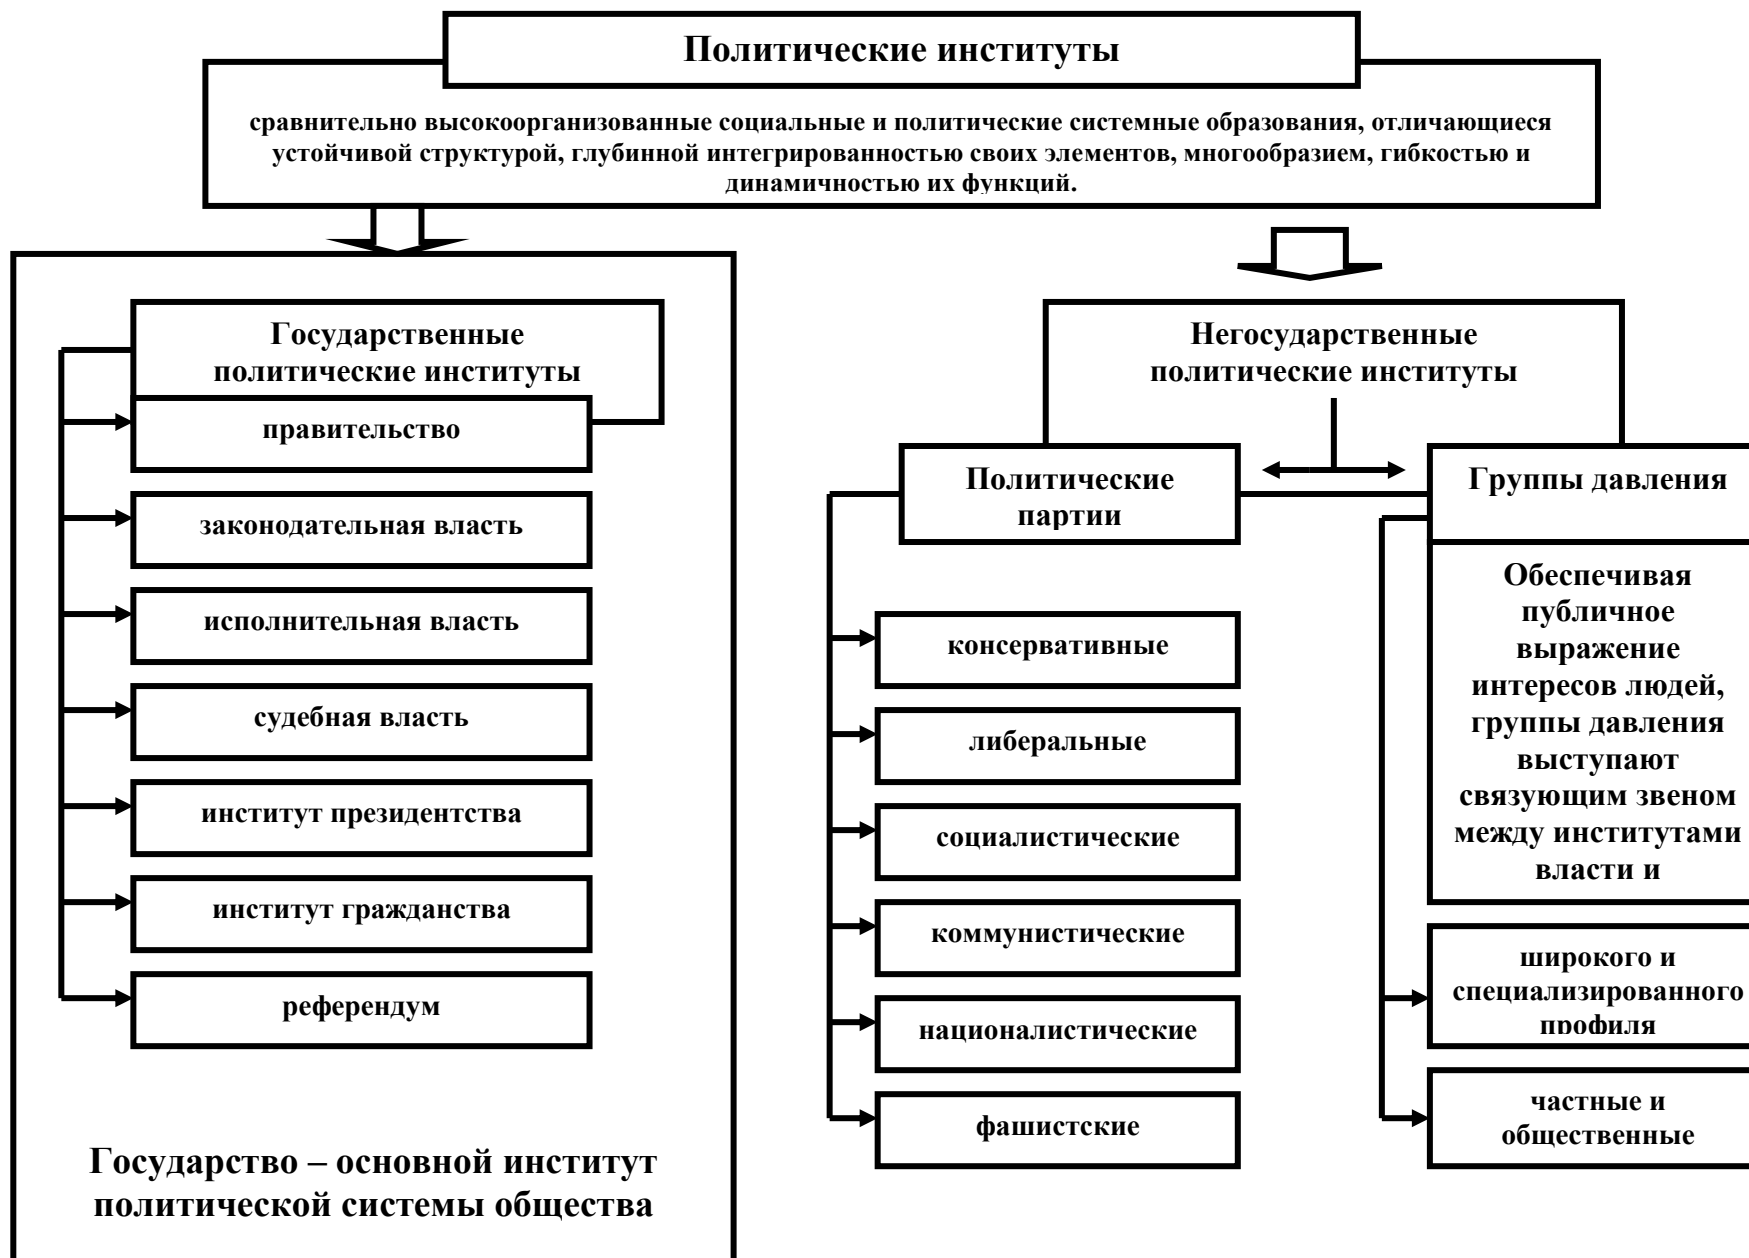 Политические институты
сравнительно высокоорганизованные социальные и политические системные образования, отличающиеся
устойчивой структурой, глубинной интегрированностью своих элементов, многообразием, гибкостью и
динамичностью их функций.
Государственные
политические институты
правительство
законодательная власть
исполнительная власть
судебная власть
институт президентства
институт гражданства
референдум
Государство – основной институт
политической системы общества
Негосударственные
политические институты
Политические
партии
консервативные
либеральные
социалистические
коммунистические
националистические
фашистские
Группы давления
Обеспечивая
публичное
выражение
интересов людей,
группы давления
выступают
связующим звеном
между институтами
власти и
широкого и
специализированного
профиля
частные и
общественные